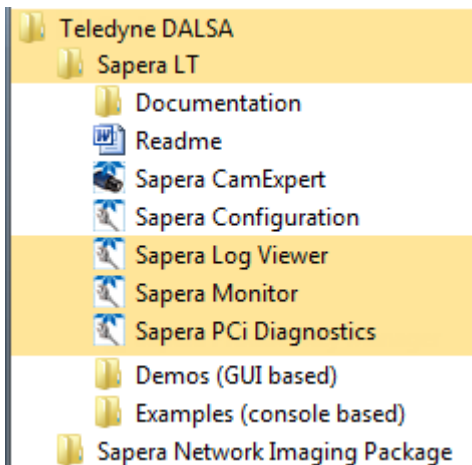 Teledyne DALSA
Sapera LT
Documentation
Readme
Sapera CamExpert
Sapera Configuration
Sapera Log Viewer
Sapera Monitor
Sapera PCi Diagnostics
Demos (GUI based)
Examples (console based)
Sapera Network Imaging Package